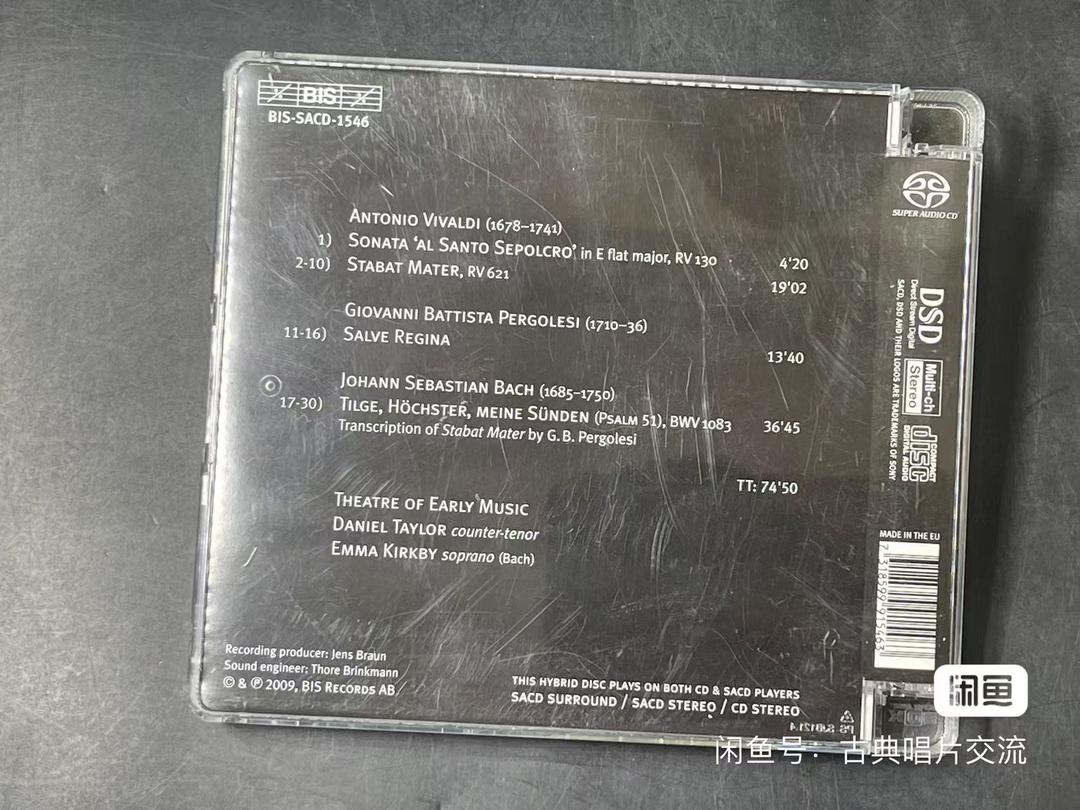 BIS
BIS-SACD-1546
ANTONIO VIVALDI (1678–1741)
1) SONATA ‘AL SANTO SEPOLCRO’ in E flat major, RV 130 4'20
2-10) STABAT MATER, RV 621 19'02
GIOVANNI BATTISTA PERGOLESI (1710–36)
11-16) SALVE REGINA 13'40
JOHANN SEBASTIAN BACH (1685–1750)
17-30) TILGE, HÖCHSTER, MEINE SÜNDEN (PSALM 51), BWV 1083 36'45
Transcription of Stabat Mater by G. B. Pergolesi
TT: 74'50
THEATRE OF EARLY MUSIC
DANIEL TAYLOR counter-tenor
EMMA KIRKBY soprano (Bach)
Recording producer: Jens Braun
Sound engineer: Thore Brinkmann
© & ℗ 2009, BIS RECORDS AB
THIS HYBRID DISC PLAYS ON BOTH CD & SACD PLAYERS
SACD SURROUND / SACD STEREO / CD STEREO
SUPER AUDIO CD
DSD
Direct Stream Digital
SACD, DSD AND THEIR LOGOS ARE TRADEMARKS OF SONY
Multi-ch
Stereo
COMPACT
disc
DIGITAL AUDIO
MADE IN THE EU
7 318599 915463
闲鱼
闲鱼号：古典唱片交流